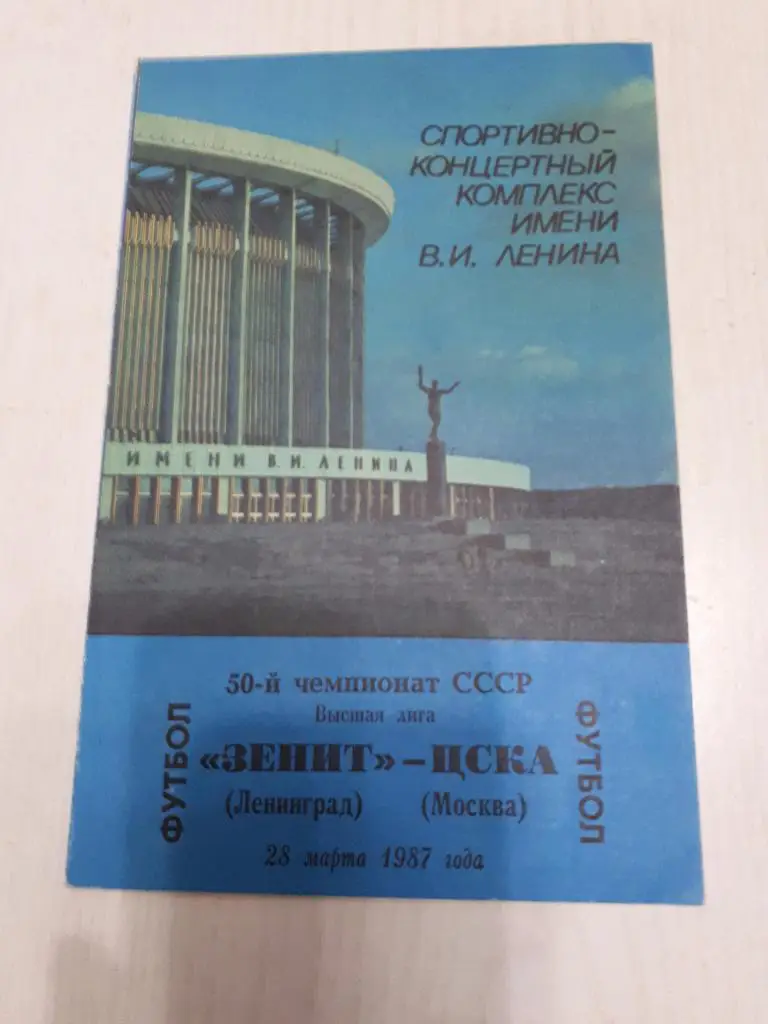 СПОРТИВНО-
КОНЦЕРТНЫЙ
КОМПЛЕКС
ИМЕНИ
В.И. ЛЕНИНА
ИМЕНИ В.И. ЛЕНИНА
50-й чемпионат СССР
Высшая лига
ФУТБОЛ
«ЗЕНИТ» – ЦСКА
ФУТБОЛ
(Ленинград) (Москва)
28 марта 1987 года